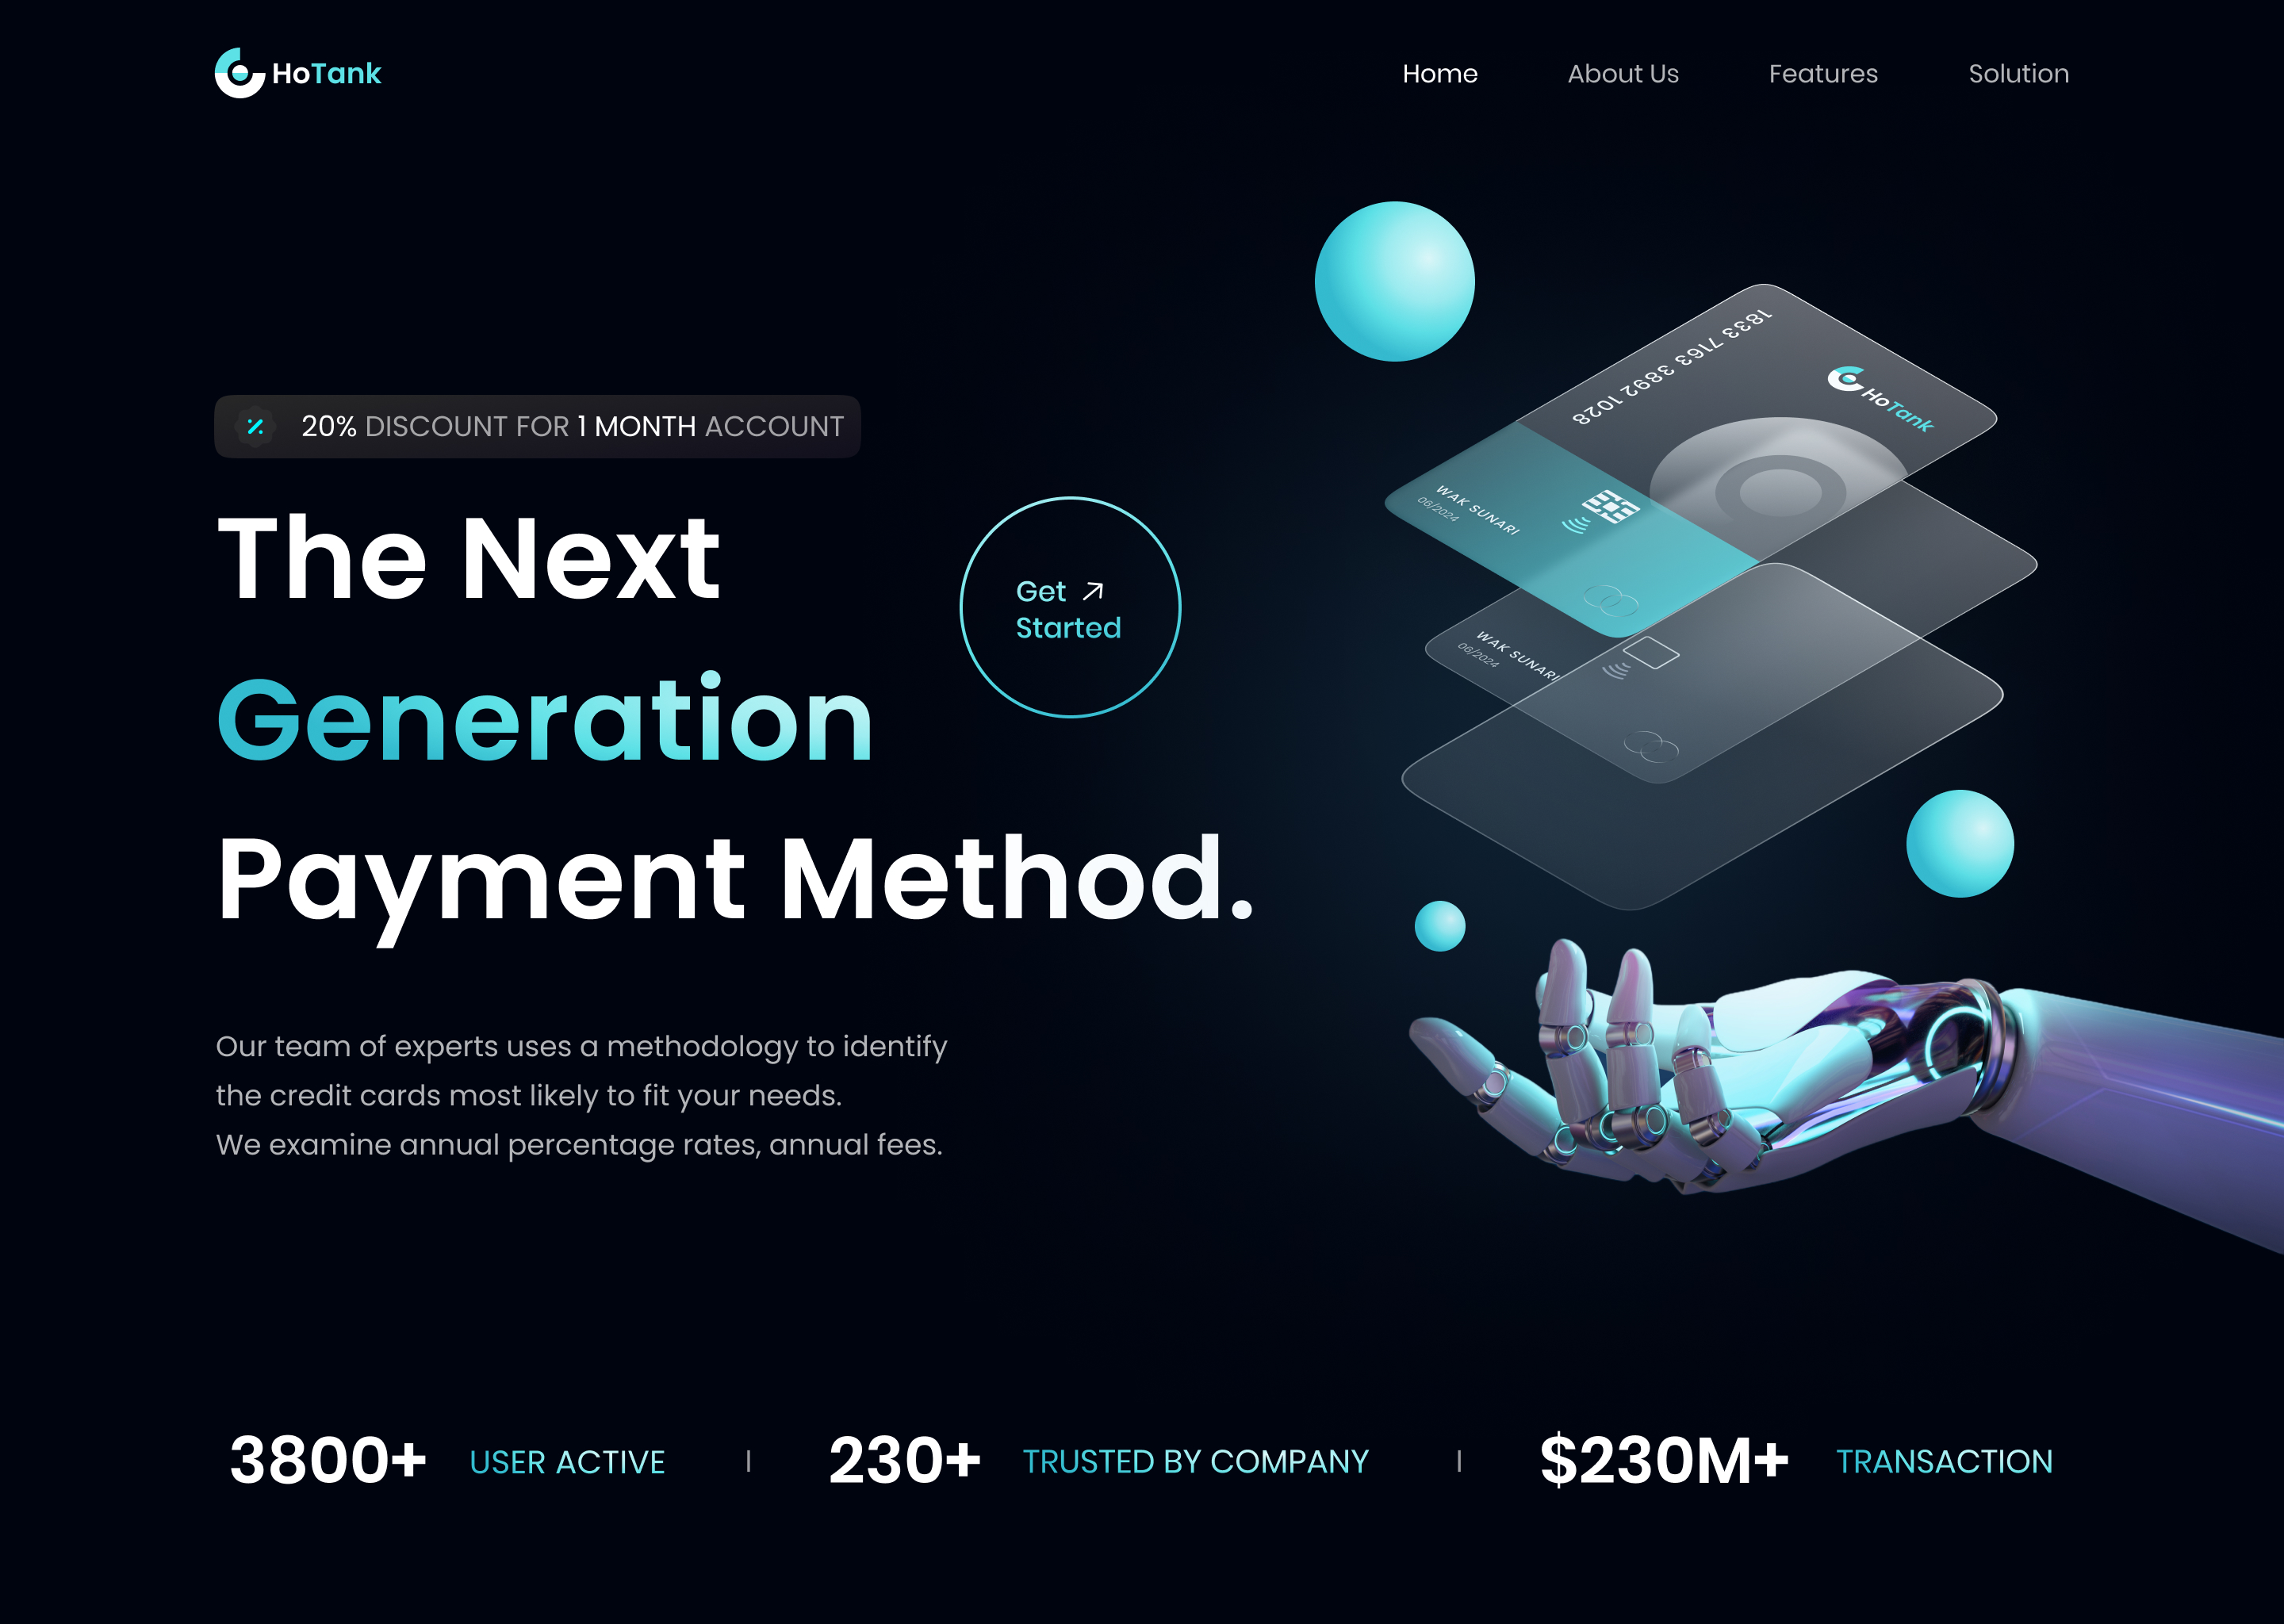 HoTank
Home
About Us
Features
Solution
20% DISCOUNT FOR 1 MONTH ACCOUNT
The Next
Generation
Payment Method.
Get
Started
Our team of experts uses a methodology to identify
the credit cards most likely to fit your needs.
We examine annual percentage rates, annual fees.
1833 7163 3892 1028
HoTank
WAK SUNARI
06/2024
WAK SUNARI
06/2024
3800+ USER ACTIVE
230+ TRUSTED BY COMPANY
$230M+ TRANSACTION